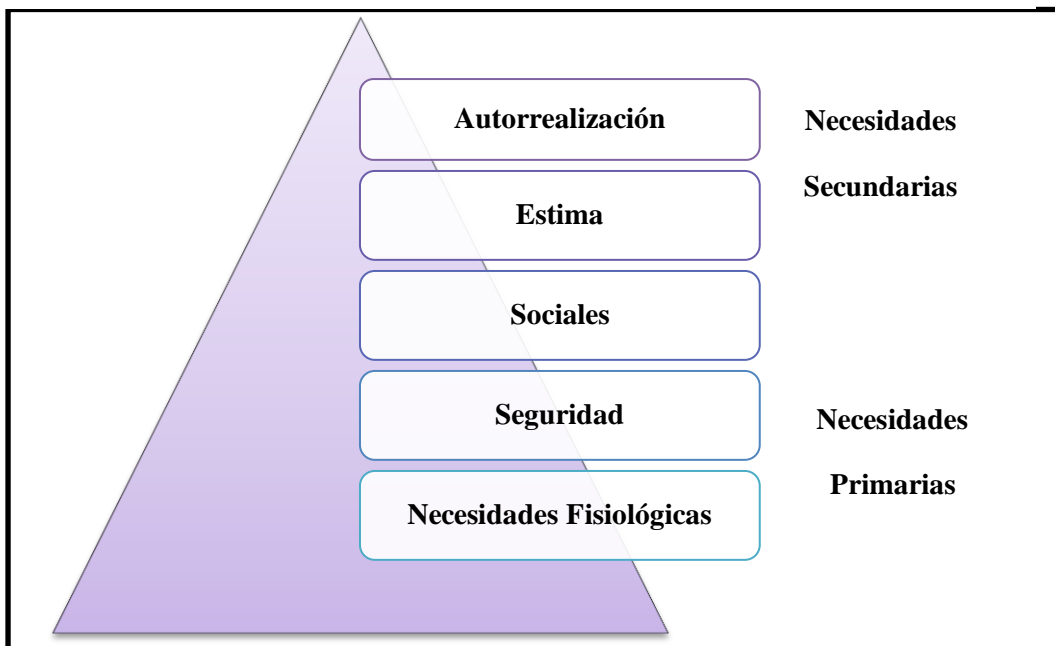 Autorrealización
Necesidades
Secundarias
Estima
Sociales
Seguridad
Necesidades
Primarias
Necesidades Fisiológicas